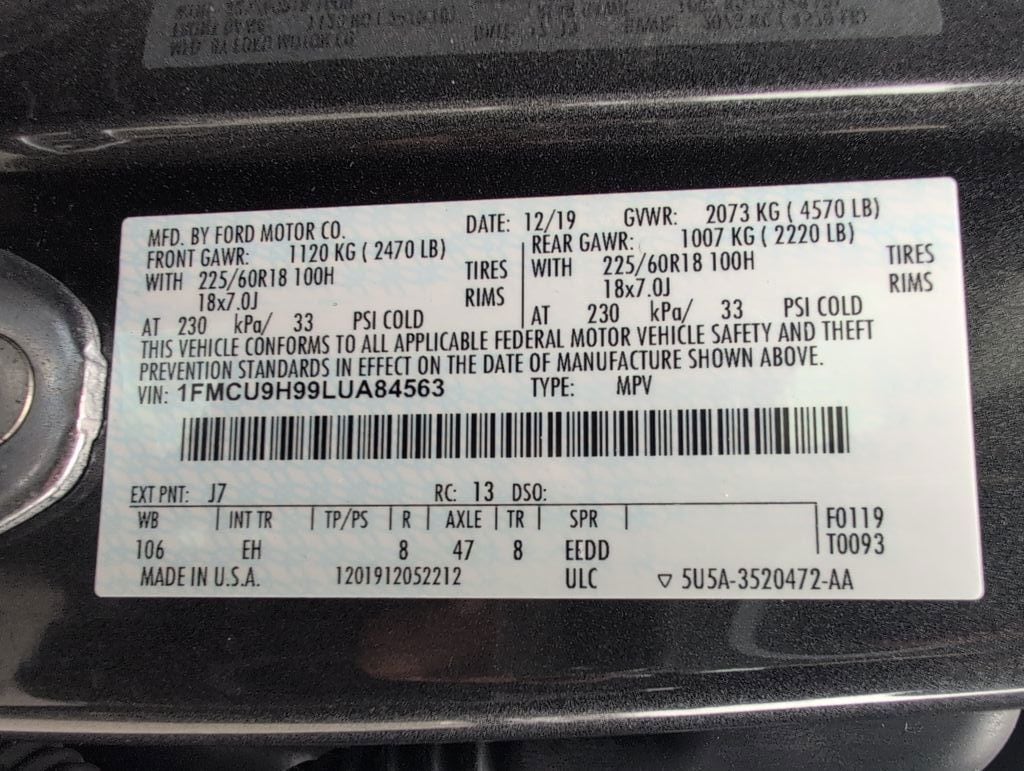 MFD. BY FORD MOTOR CO. DATE: 12/19 GVWR: 2073 KG ( 4570 LB)
FRONT GAWR: 1120 KG ( 2470 LB) REAR GAWR: 1007 KG ( 2220 LB)
WITH 225/60R18 100H TIRES WITH 225/60R18 100H TIRES
18x7.0J RIMS 18x7.0J RIMS
AT 230 kPa/ 33 PSI COLD AT 230 kPa/ 33 PSI COLD
THIS VEHICLE CONFORMS TO ALL APPLICABLE FEDERAL MOTOR VEHICLE SAFETY AND THEFT
PREVENTION STANDARDS IN EFFECT ON THE DATE OF MANUFACTURE SHOWN ABOVE.
VIN: 1FMCU9H99LUA84563 TYPE: MPV
EXT PNT: J7 RC: 13 DSO:
WB INT TR TP/PS R AXLE TR SPR F0119
106 EH 8 47 8 EEDD T0093
MADE IN U.S.A. 1201912052212 ULC ▽ 5U5A-3520472-AA